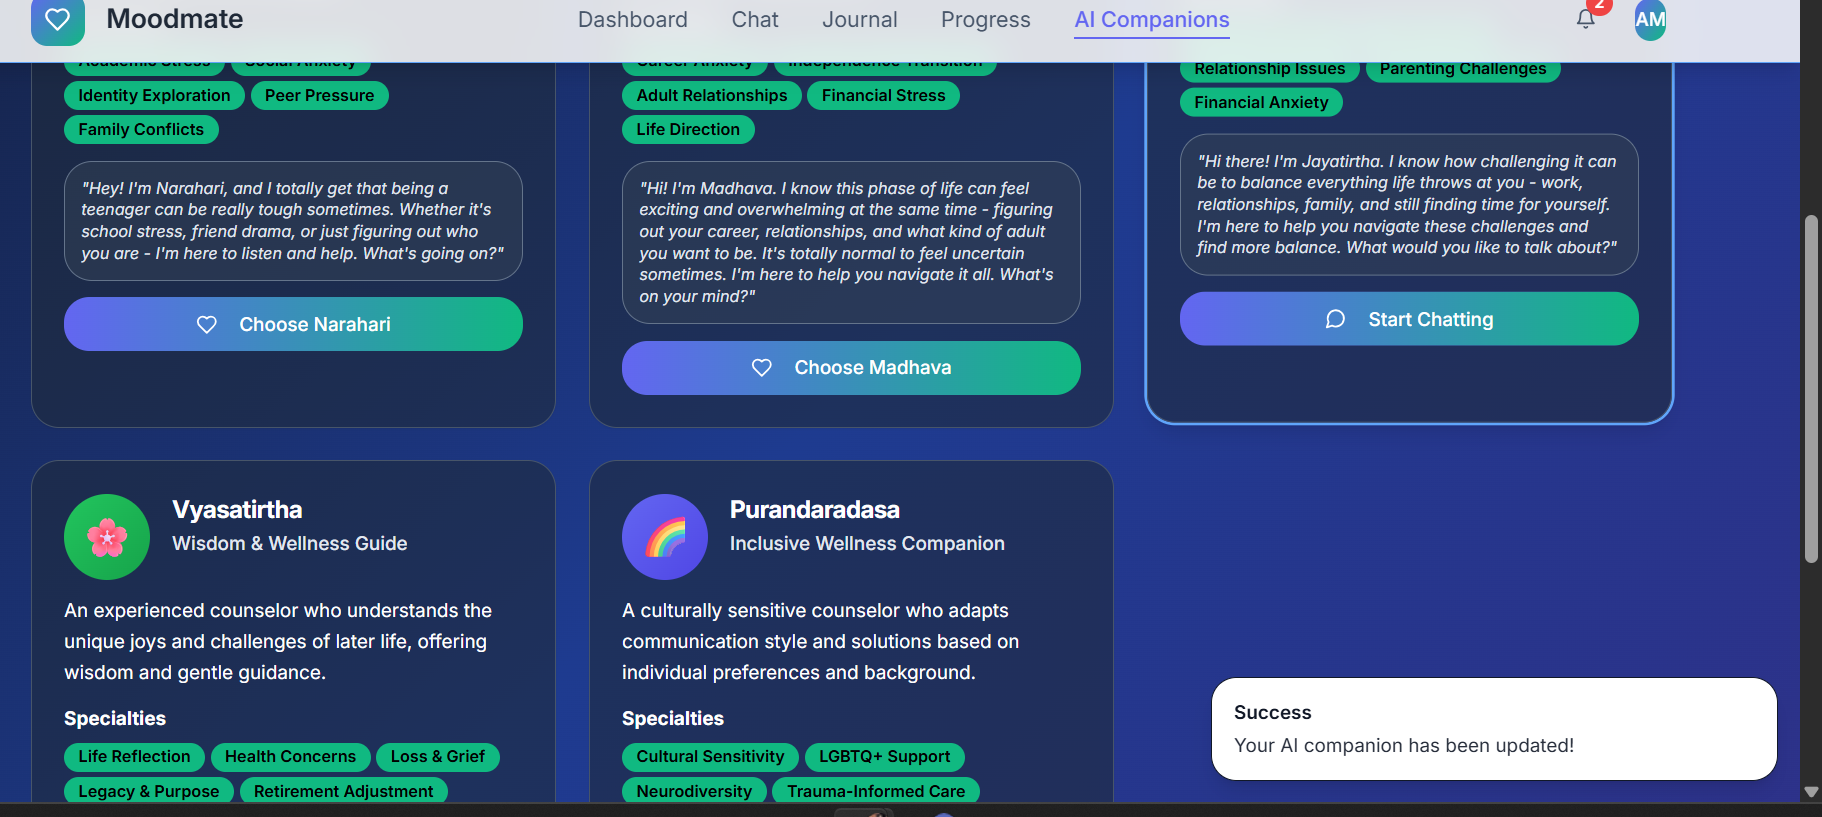 Moodmate
Dashboard
Chat
Journal
Progress
AI Companions
2
AM
Academic Stress
Social Anxiety
Identity Exploration
Peer Pressure
Family Conflicts
"Hey! I'm Narahari, and I totally get that being a
teenager can be really tough sometimes. Whether it's
school stress, friend drama, or just figuring out who
you are - I'm here to listen and help. What's going on?"
Choose Narahari
Career Anxiety
Independence Transition
Adult Relationships
Financial Stress
Life Direction
"Hi! I'm Madhava. I know this phase of life can feel
exciting and overwhelming at the same time - figuring
out your career, relationships, and what kind of adult
you want to be. It's totally normal to feel uncertain
sometimes. I'm here to help you navigate it all. What's
on your mind?"
Choose Madhava
Relationship Issues
Parenting Challenges
Financial Anxiety
"Hi there! I'm Jayatirtha. I know how challenging it can
be to balance everything life throws at you - work,
relationships, family, and still finding time for yourself.
I'm here to help you navigate these challenges and
find more balance. What would you like to talk about?"
Start Chatting
Vyasatirtha
Wisdom & Wellness Guide
An experienced counselor who understands the
unique joys and challenges of later life, offering
wisdom and gentle guidance.
Specialties
Life Reflection
Health Concerns
Loss & Grief
Legacy & Purpose
Retirement Adjustment
Purandaradasa
Inclusive Wellness Companion
A culturally sensitive counselor who adapts
communication style and solutions based on
individual preferences and background.
Specialties
Cultural Sensitivity
LGBTQ+ Support
Neurodiversity
Trauma-Informed Care
Success
Your AI companion has been updated!